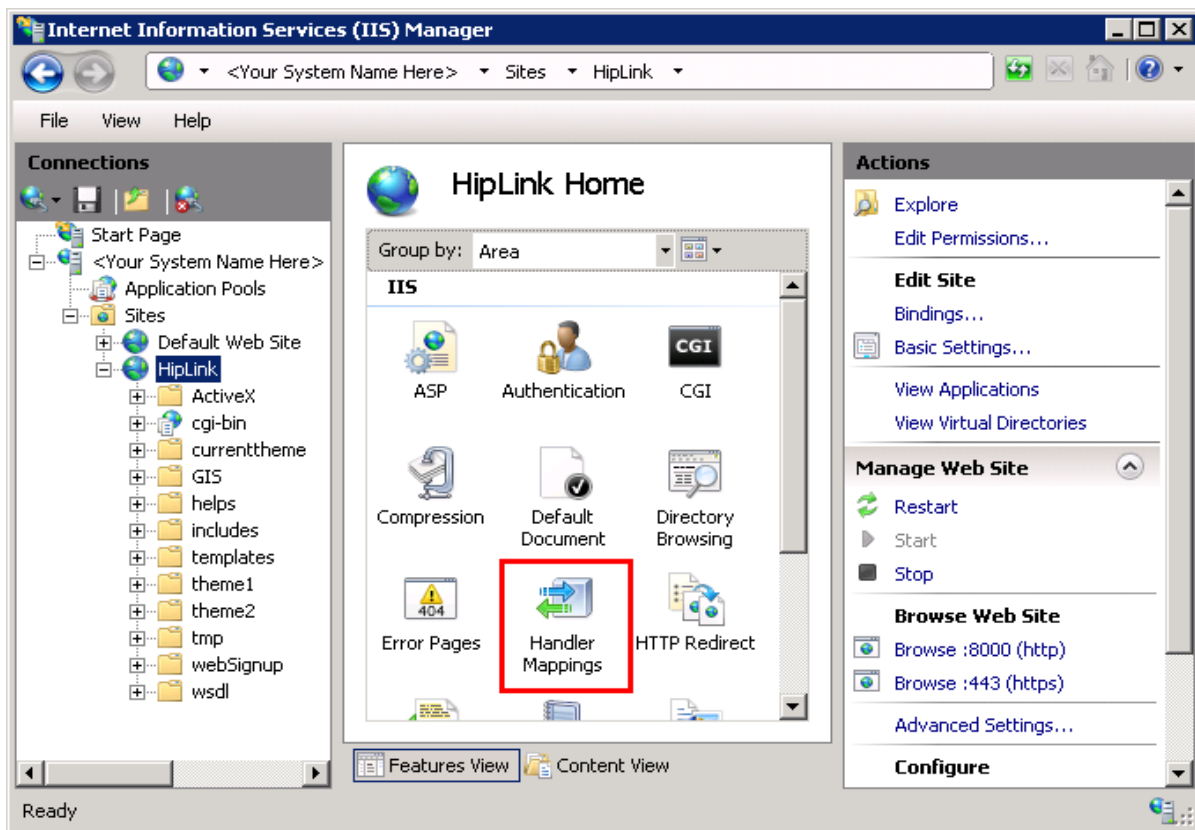 Internet Information Services (IIS) Manager
<Your System Name Here> Sites HipLink
File View Help
Connections
Start Page
<Your System Name Here>
Application Pools
Sites
Default Web Site
HipLink
ActiveX
cgi-bin
currenttheme
GIS
helps
includes
templates
theme1
theme2
tmp
webSignup
wsdl
HipLink Home
Group by: Area
IIS
CGI
ASP Authentication CGI
Compression Default Document Directory Browsing
404
Error Pages Handler Mappings HTTP Redirect
Features View Content View
Actions
Explore
Edit Permissions...
Edit Site
Bindings...
Basic Settings...
View Applications
View Virtual Directories
Manage Web Site
Restart
Start
Stop
Browse Web Site
Browse :8000 (http)
Browse :443 (https)
Advanced Settings...
Configure
Ready